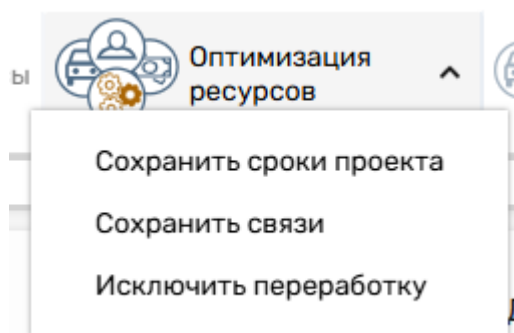 Оптимизация
ресурсов
Сохранить сроки проекта
Сохранить связи
Исключить переработку